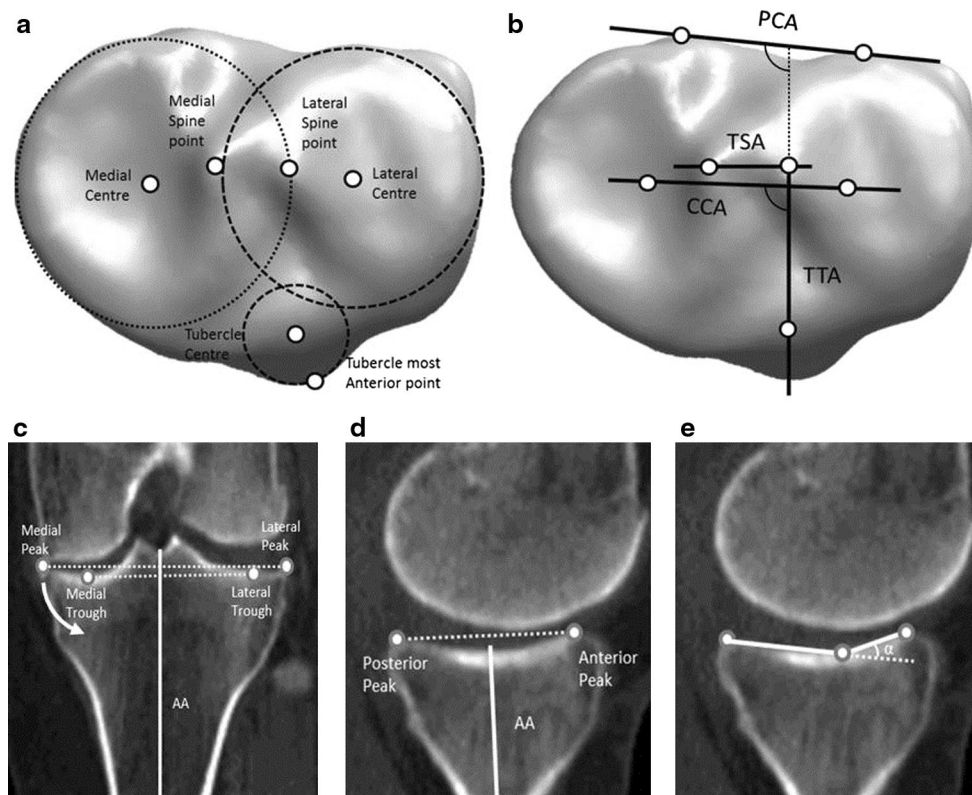 a
Medial
Spine
point
Lateral
Spine
point
Medial
Centre
Lateral
Centre
Tubercle
Centre
Tubercle most
Anterior point
b
PCA
TSA
CCA
TTA
c
Medial
Peak
Lateral
Peak
Medial
Trough
Lateral
Trough
AA
d
Posterior
Peak
Anterior
Peak
AA
e
α